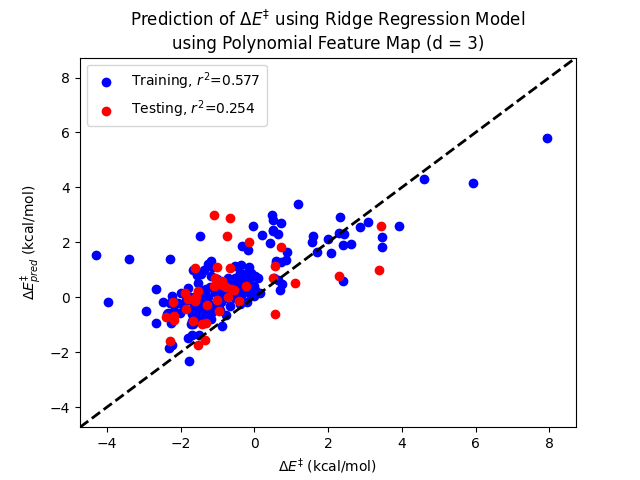 Prediction of ΔE‡ using Ridge Regression Model
using Polynomial Feature Map (d = 3)
Training, r²=0.577
Testing, r²=0.254
8
6
4
2
0
−2
−4
ΔE‡pred (kcal/mol)
−4 −2 0 2 4 6 8
ΔE‡ (kcal/mol)